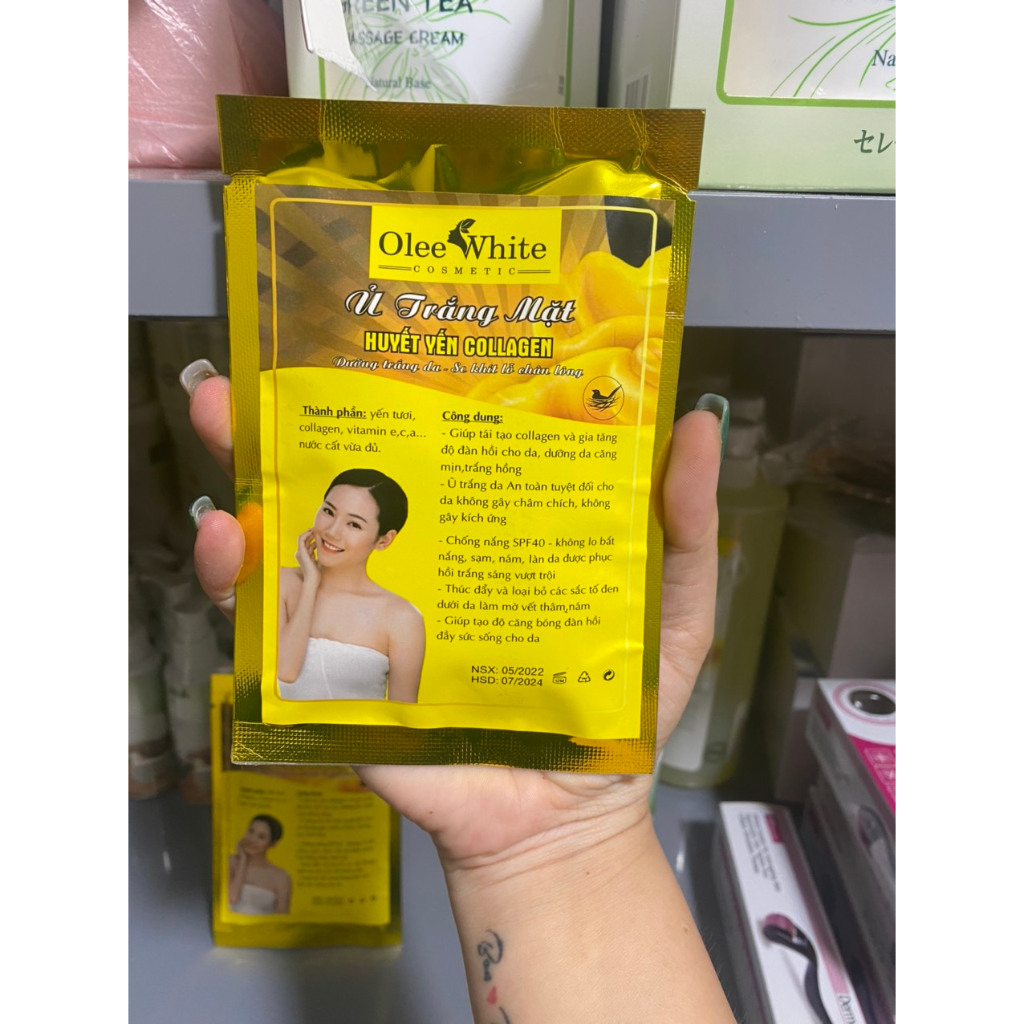 GREEN TEA
MASSAGE CREAM
Natural Base
Na
セレ
Olee White
COSMETIC
Ủ Trắng Mặt
HUYẾT YẾN COLLAGEN
Dưỡng trắng da - Se khít lỗ chân lông
Thành phần: yến tươi,
collagen, vitamin e,c,a...
nước cất vừa đủ.
Công dung:
- Giúp tái tạo collagen và gia tăng
độ đàn hồi cho da, dưỡng da căng
mịn,trắng hồng
- Ủ trắng da An toàn tuyệt đối cho
da không gây châm chích, không
gây kích ứng
- Chống nắng SPF40 - không lo bắt
nắng, sạm, nám, làn da được phục
hồi trắng sáng vượt trội
- Thúc đẩy và loại bỏ các sắc tố đen
dưới da làm mờ vết thâm,nám
- Giúp tạo độ căng bóng đàn hồi
đầy sức sống cho da
NSX: 05/2022
HSD: 07/2024